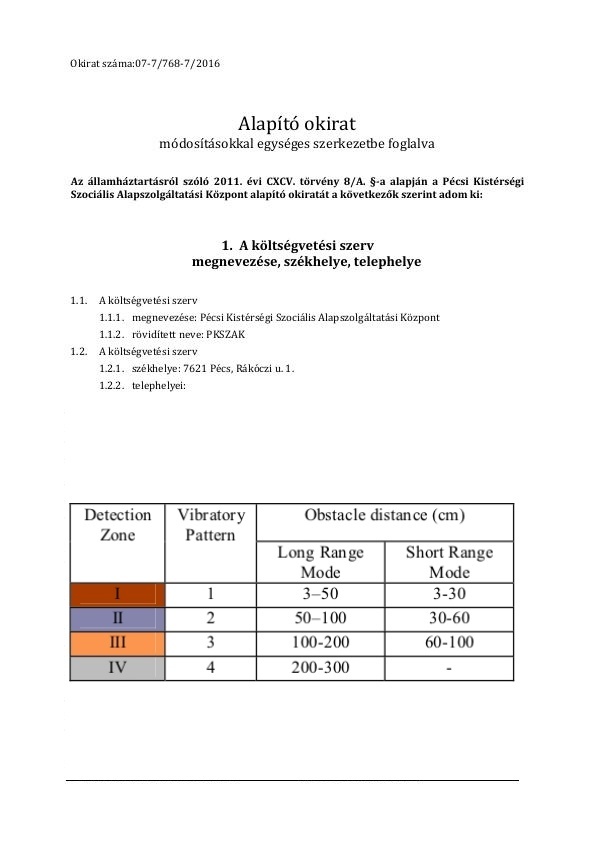 Okirat száma:07-7/768-7/2016
Alapító okirat
módosításokkal egységes szerkezetbe foglalva
Az államháztartásról szóló 2011. évi CXCV. törvény 8/A. §-a alapján a Pécsi Kistérségi
Szociális Alapszolgáltatási Központ alapító okiratát a következők szerint adom ki:
1. A költségvetési szerv
megnevezése, székhelye, telephelye
1.1. A költségvetési szerv
1.1.1. megnevezése: Pécsi Kistérségi Szociális Alapszolgáltatási Központ
1.1.2. rövidített neve: PKSZAK
1.2. A költségvetési szerv
1.2.1. székhelye: 7621 Pécs, Rákóczi u. 1.
1.2.2. telephelyei:
Detection Zone Vibratory Pattern Obstacle distance (cm)
Long Range Mode Short Range Mode
I 1 3–50 3-30
II 2 50–100 30-60
III 3 100-200 60-100
IV 4 200-300 -